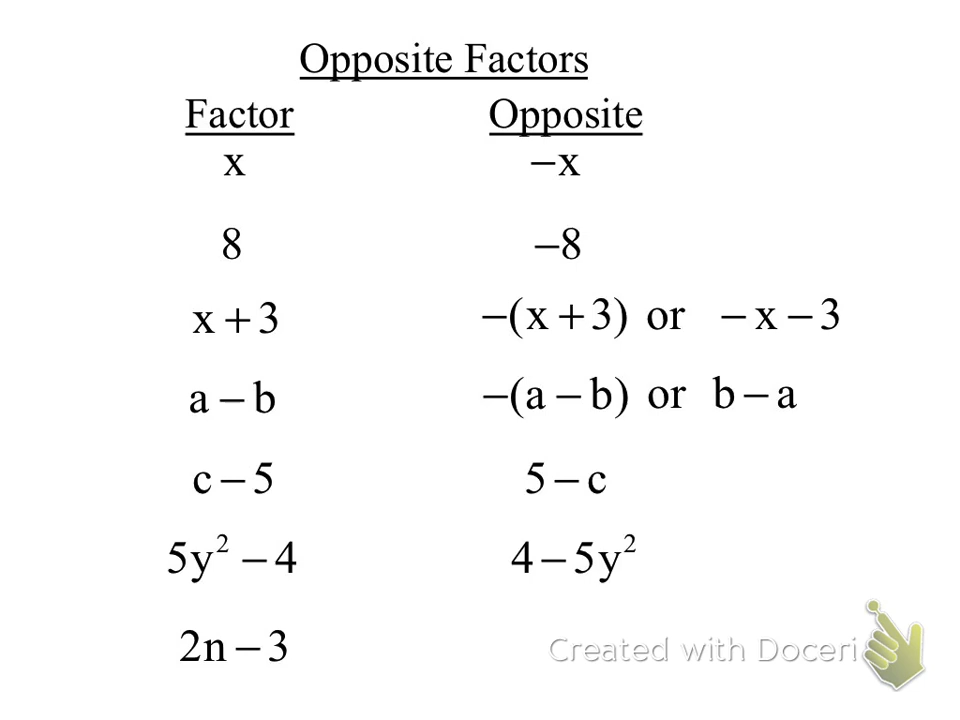 Opposite Factors
Factor Opposite
x −x
8 −8
x + 3 −(x + 3) or − x − 3
a − b −(a − b) or b − a
c − 5 5 − c
5y² − 4 4 − 5y²
2n − 3
Created with Doceri